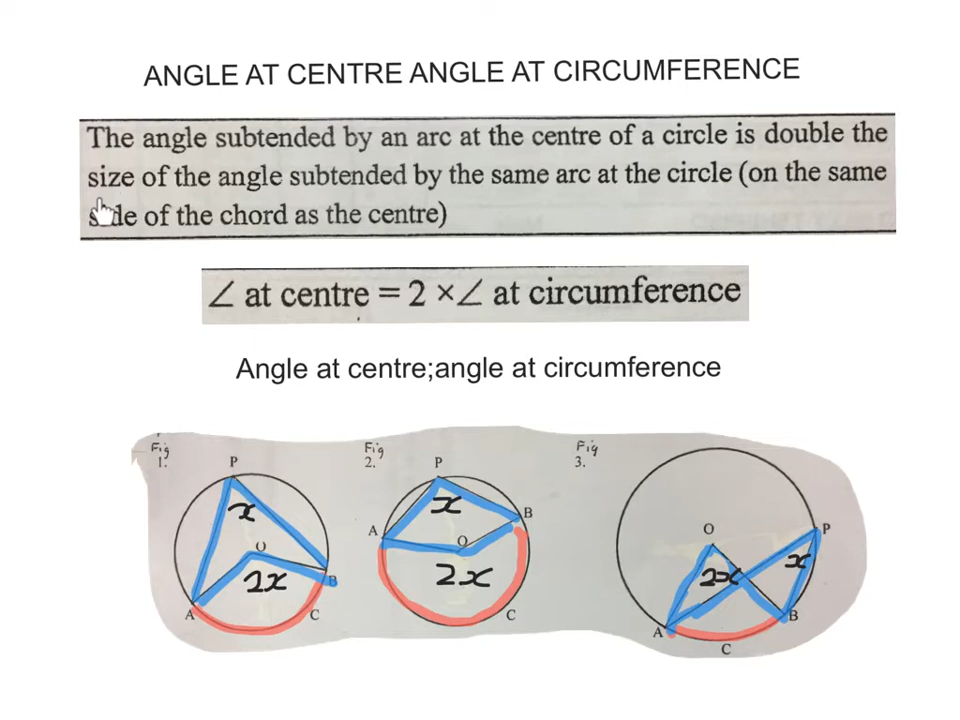 ANGLE AT CENTRE ANGLE AT CIRCUMFERENCE
The angle subtended by an arc at the centre of a circle is double the
size of the angle subtended by the same arc at the circle (on the same
side of the chord as the centre)
∠ at centre = 2 ×∠ at circumference
Angle at centre;angle at circumference
Fig 1.
P
x
O
2x
A
B
C
Fig 2.
P
x
A
B
O
2x
C
Fig 3.
O
P
2x
x
A
B
C